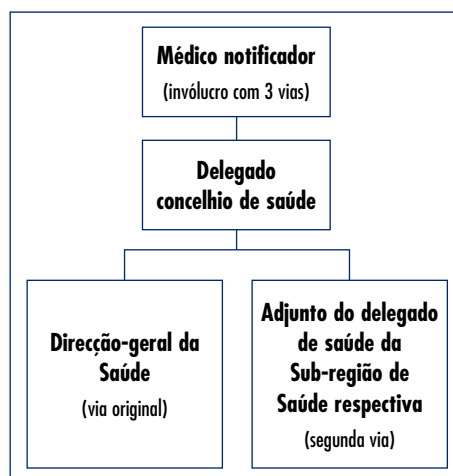 Médico notificador
(invólucro com 3 vias)
Delegado
concelhio de saúde
Direcção-geral da
Saúde
(via original)
Adjunto do delegado
de saúde da
Sub-região de
Saúde respectiva
(segunda via)